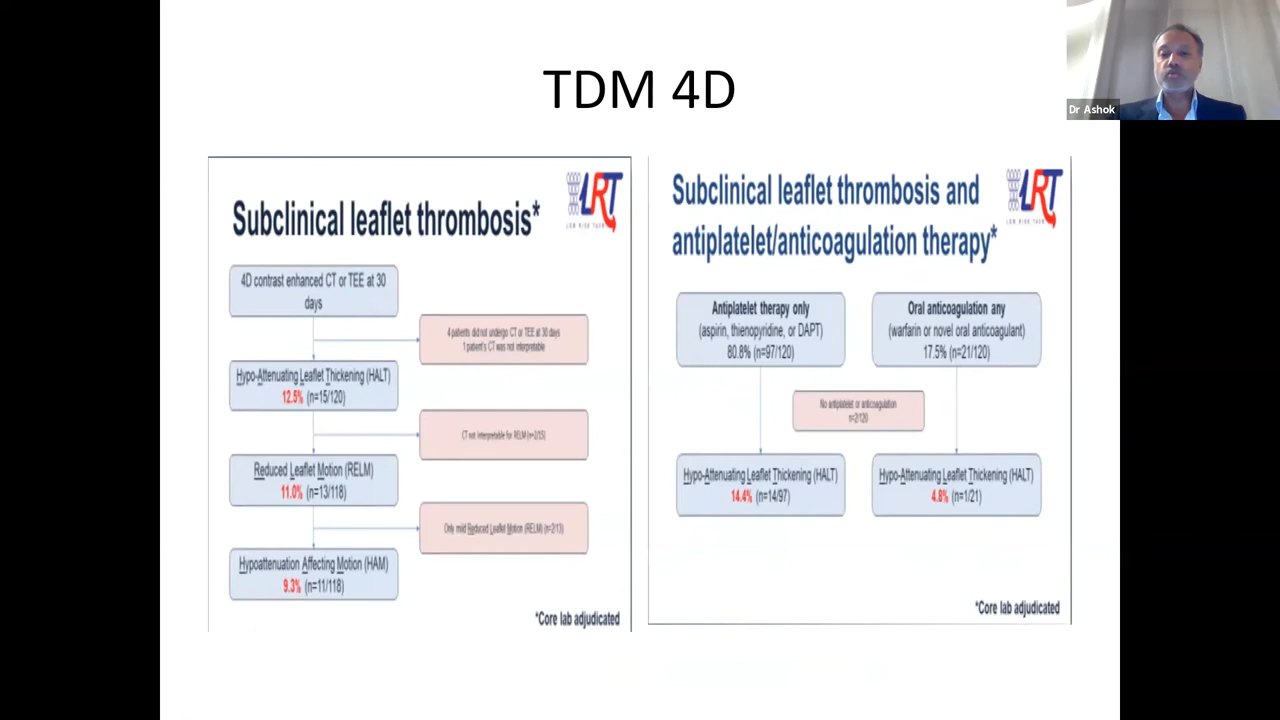 TDM 4D
Dr Ashok
Subclinical leaflet thrombosis*
LRT
LOW RISK TAVR
4D contrast enhanced CT or TEE at 30
days
4 patients did not undergo CT or TEE at 30 days
1 patient's CT was not interpretable
Hypo-Attenuating Leaflet Thickening (HALT)
12.5% (n=15/120)
CT not interpretable for RELM (n=2/15)
Reduced Leaflet Motion (RELM)
11.0% (n=13/118)
Only mild Reduced Leaflet Motion (RELM) (n=2/13)
Hypoattenuation Affecting Motion (HAM)
9.3% (n=11/118)
*Core lab adjudicated
Subclinical leaflet thrombosis and
antiplatelet/anticoagulation therapy*
LRT
LOW RISK TAVR
Antiplatelet therapy only
(aspirin, thienopyridine, or DAPT)
80.8% (n=97/120)
Oral anticoagulation any
(warfarin or novel oral anticoagulant)
17.5% (n=21/120)
No antiplatelet or anticoagulation
n=2/120
Hypo-Attenuating Leaflet Thickening (HALT)
14.4% (n=14/97)
Hypo-Attenuating Leaflet Thickening (HALT)
4.8% (n=1/21)
*Core lab adjudicated